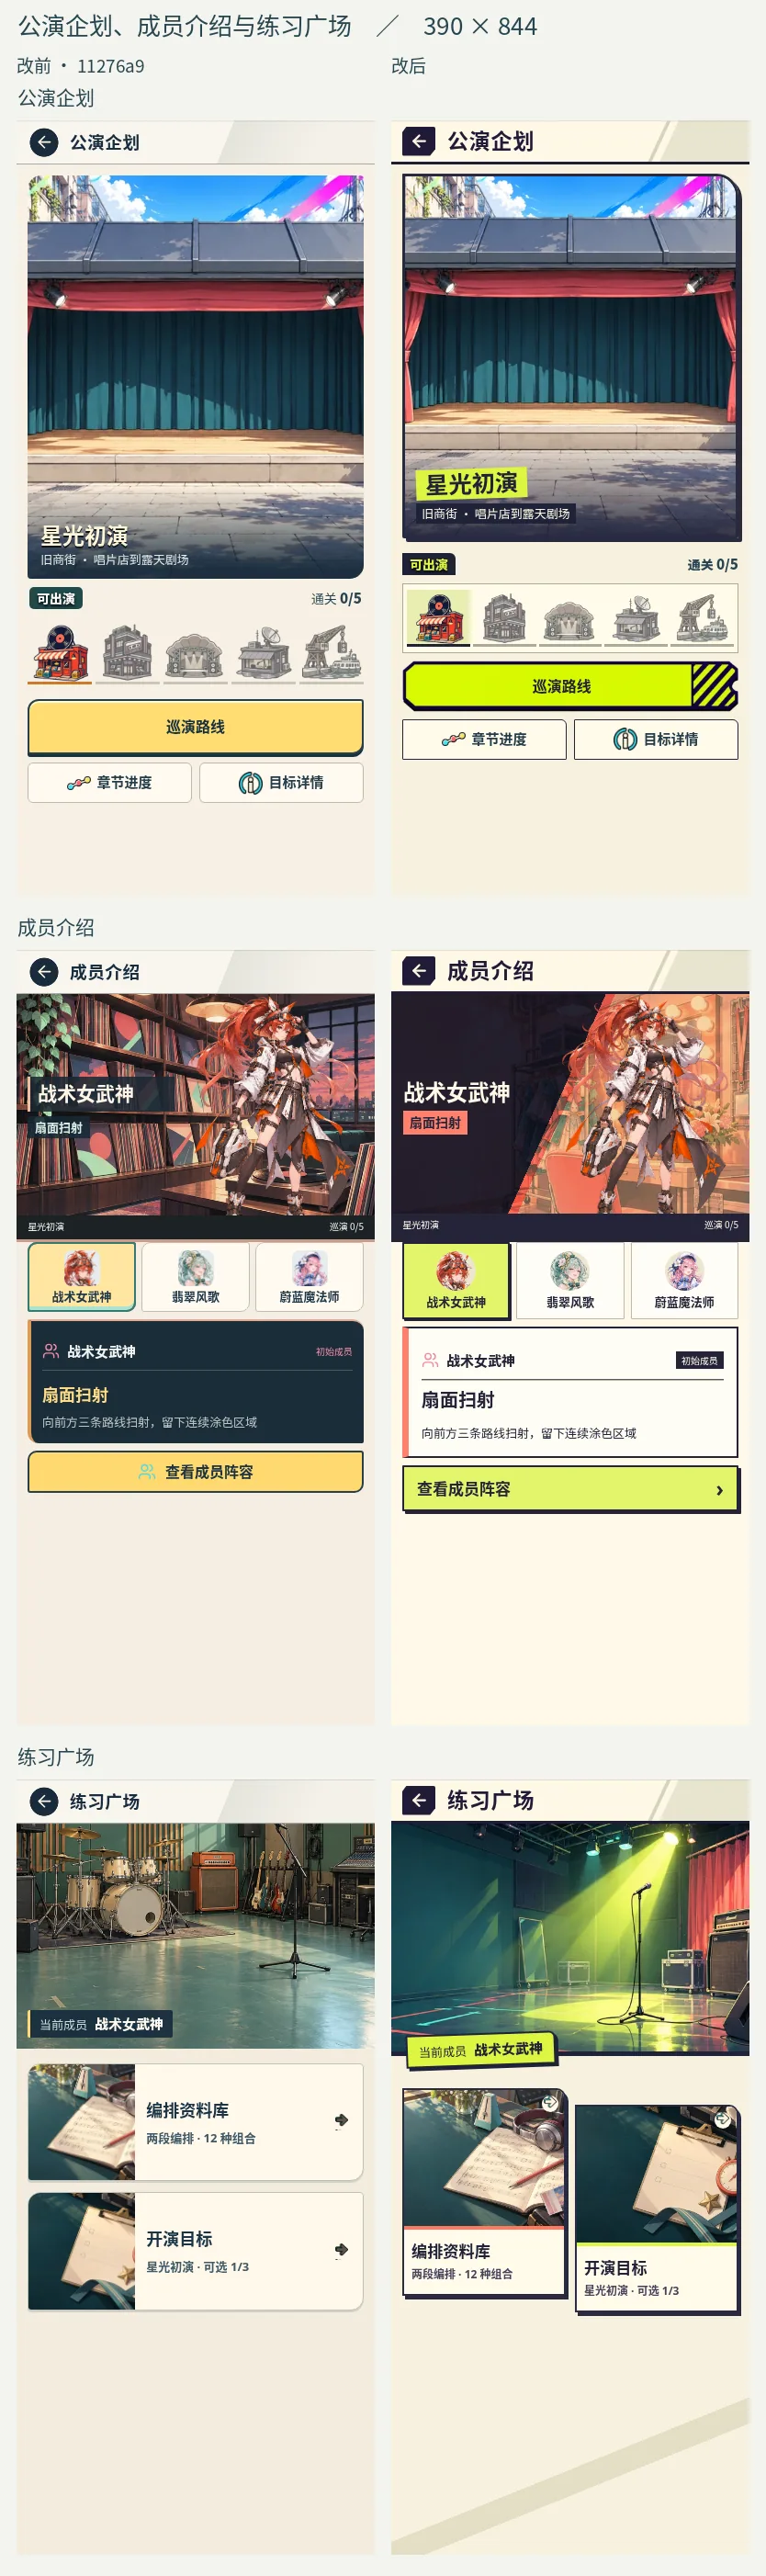 公演企划、成员介绍与练习广场 ／ 390 × 844
改前 · 11276a9
改后
公演企划
公演企划
星光初演
旧商街 · 唱片店到露天剧场
可出演
通关 0/5
巡演路线
章节进度
目标详情
公演企划
星光初演
旧商街 · 唱片店到露天剧场
可出演
通关 0/5
巡演路线
章节进度
目标详情
成员介绍
成员介绍
战术女武神
扇面扫射
星光初演
巡演 0/5
战术女武神
翡翠风歌
蔚蓝魔法师
战术女武神
初始成员
扇面扫射
向前方三条路线扫射，留下连续涂色区域
查看成员阵容
成员介绍
战术女武神
扇面扫射
星光初演
巡演 0/5
战术女武神
翡翠风歌
蔚蓝魔法师
战术女武神
初始成员
扇面扫射
向前方三条路线扫射，留下连续涂色区域
查看成员阵容
练习广场
练习广场
当前成员 战术女武神
编排资料库
两段编排 · 12 种组合
开演目标
星光初演 · 可选 1/3
练习广场
当前成员 战术女武神
编排资料库
两段编排 · 12 种组合
开演目标
星光初演 · 可选 1/3